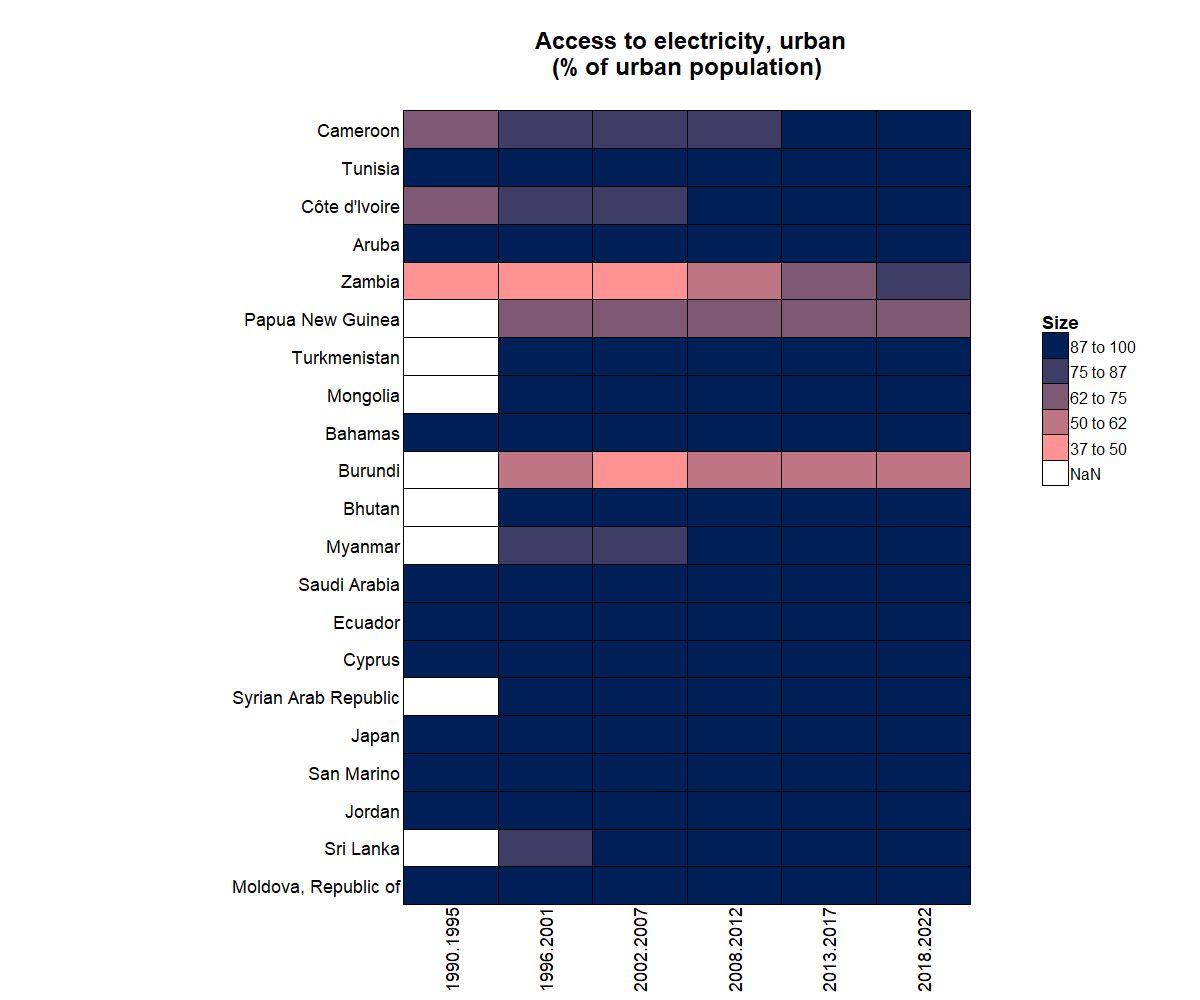 Access to electricity, urban
(% of urban population)
Cameroon
Tunisia
Côte d'Ivoire
Aruba
Zambia
Papua New Guinea
Turkmenistan
Mongolia
Bahamas
Burundi
Bhutan
Myanmar
Saudi Arabia
Ecuador
Cyprus
Syrian Arab Republic
Japan
San Marino
Jordan
Sri Lanka
Moldova, Republic of
1990.1995
1996.2001
2002.2007
2008.2012
2013.2017
2018.2022
Size
87 to 100
75 to 87
62 to 75
50 to 62
37 to 50
NaN